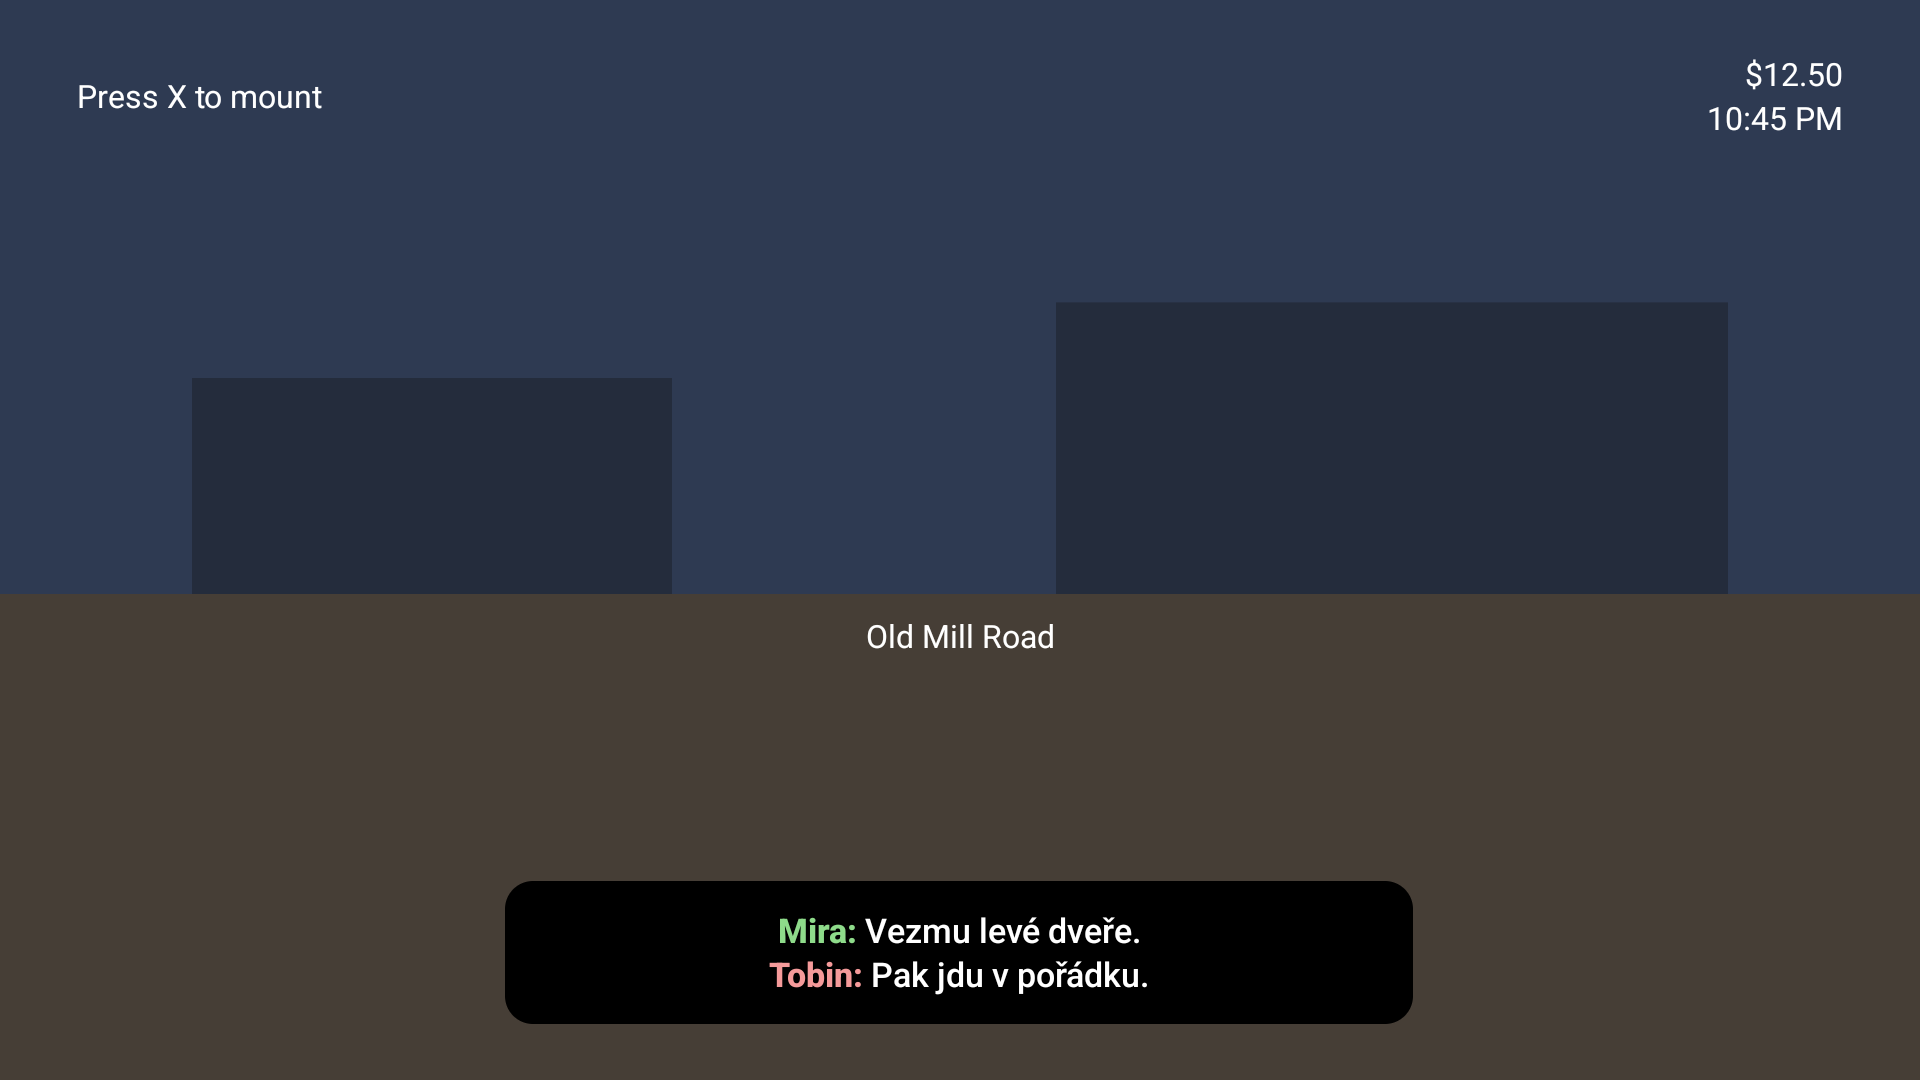 Press X to mount
$12.50
10:45 PM
Old Mill Road
Mira: Vezmu levé dveře.
Tobin: Pak jdu v pořádku.